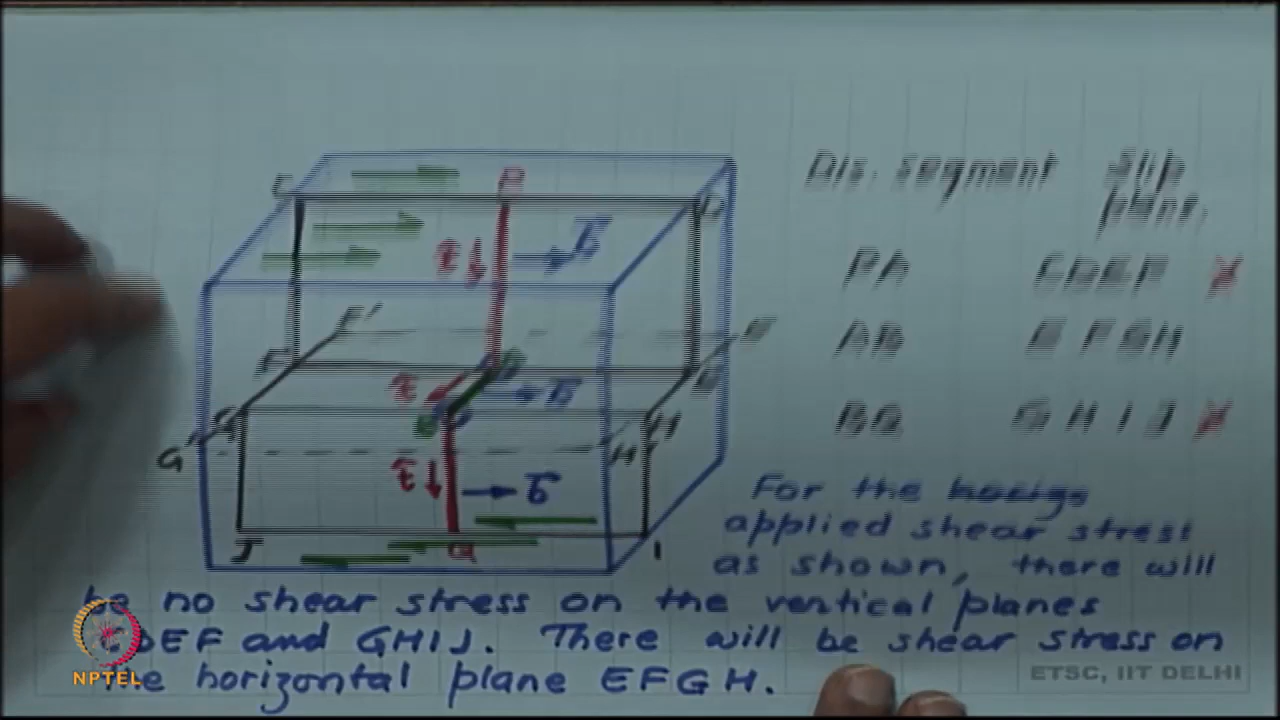 Dis. segment Slip
plane
PA CDEF X
AB EFGH
BQ GHIJ X
C P D
t b
F' E'
F E
t b
G H
G' H'
t b
J Q I
For the horigs
applied shear stress
as shown, there will
be no shear stress on the vertical planes
CDEF and GHIJ. There will be shear stress on
the horizontal plane EFGH.
NPTEL
ETSC, IIT DELHI